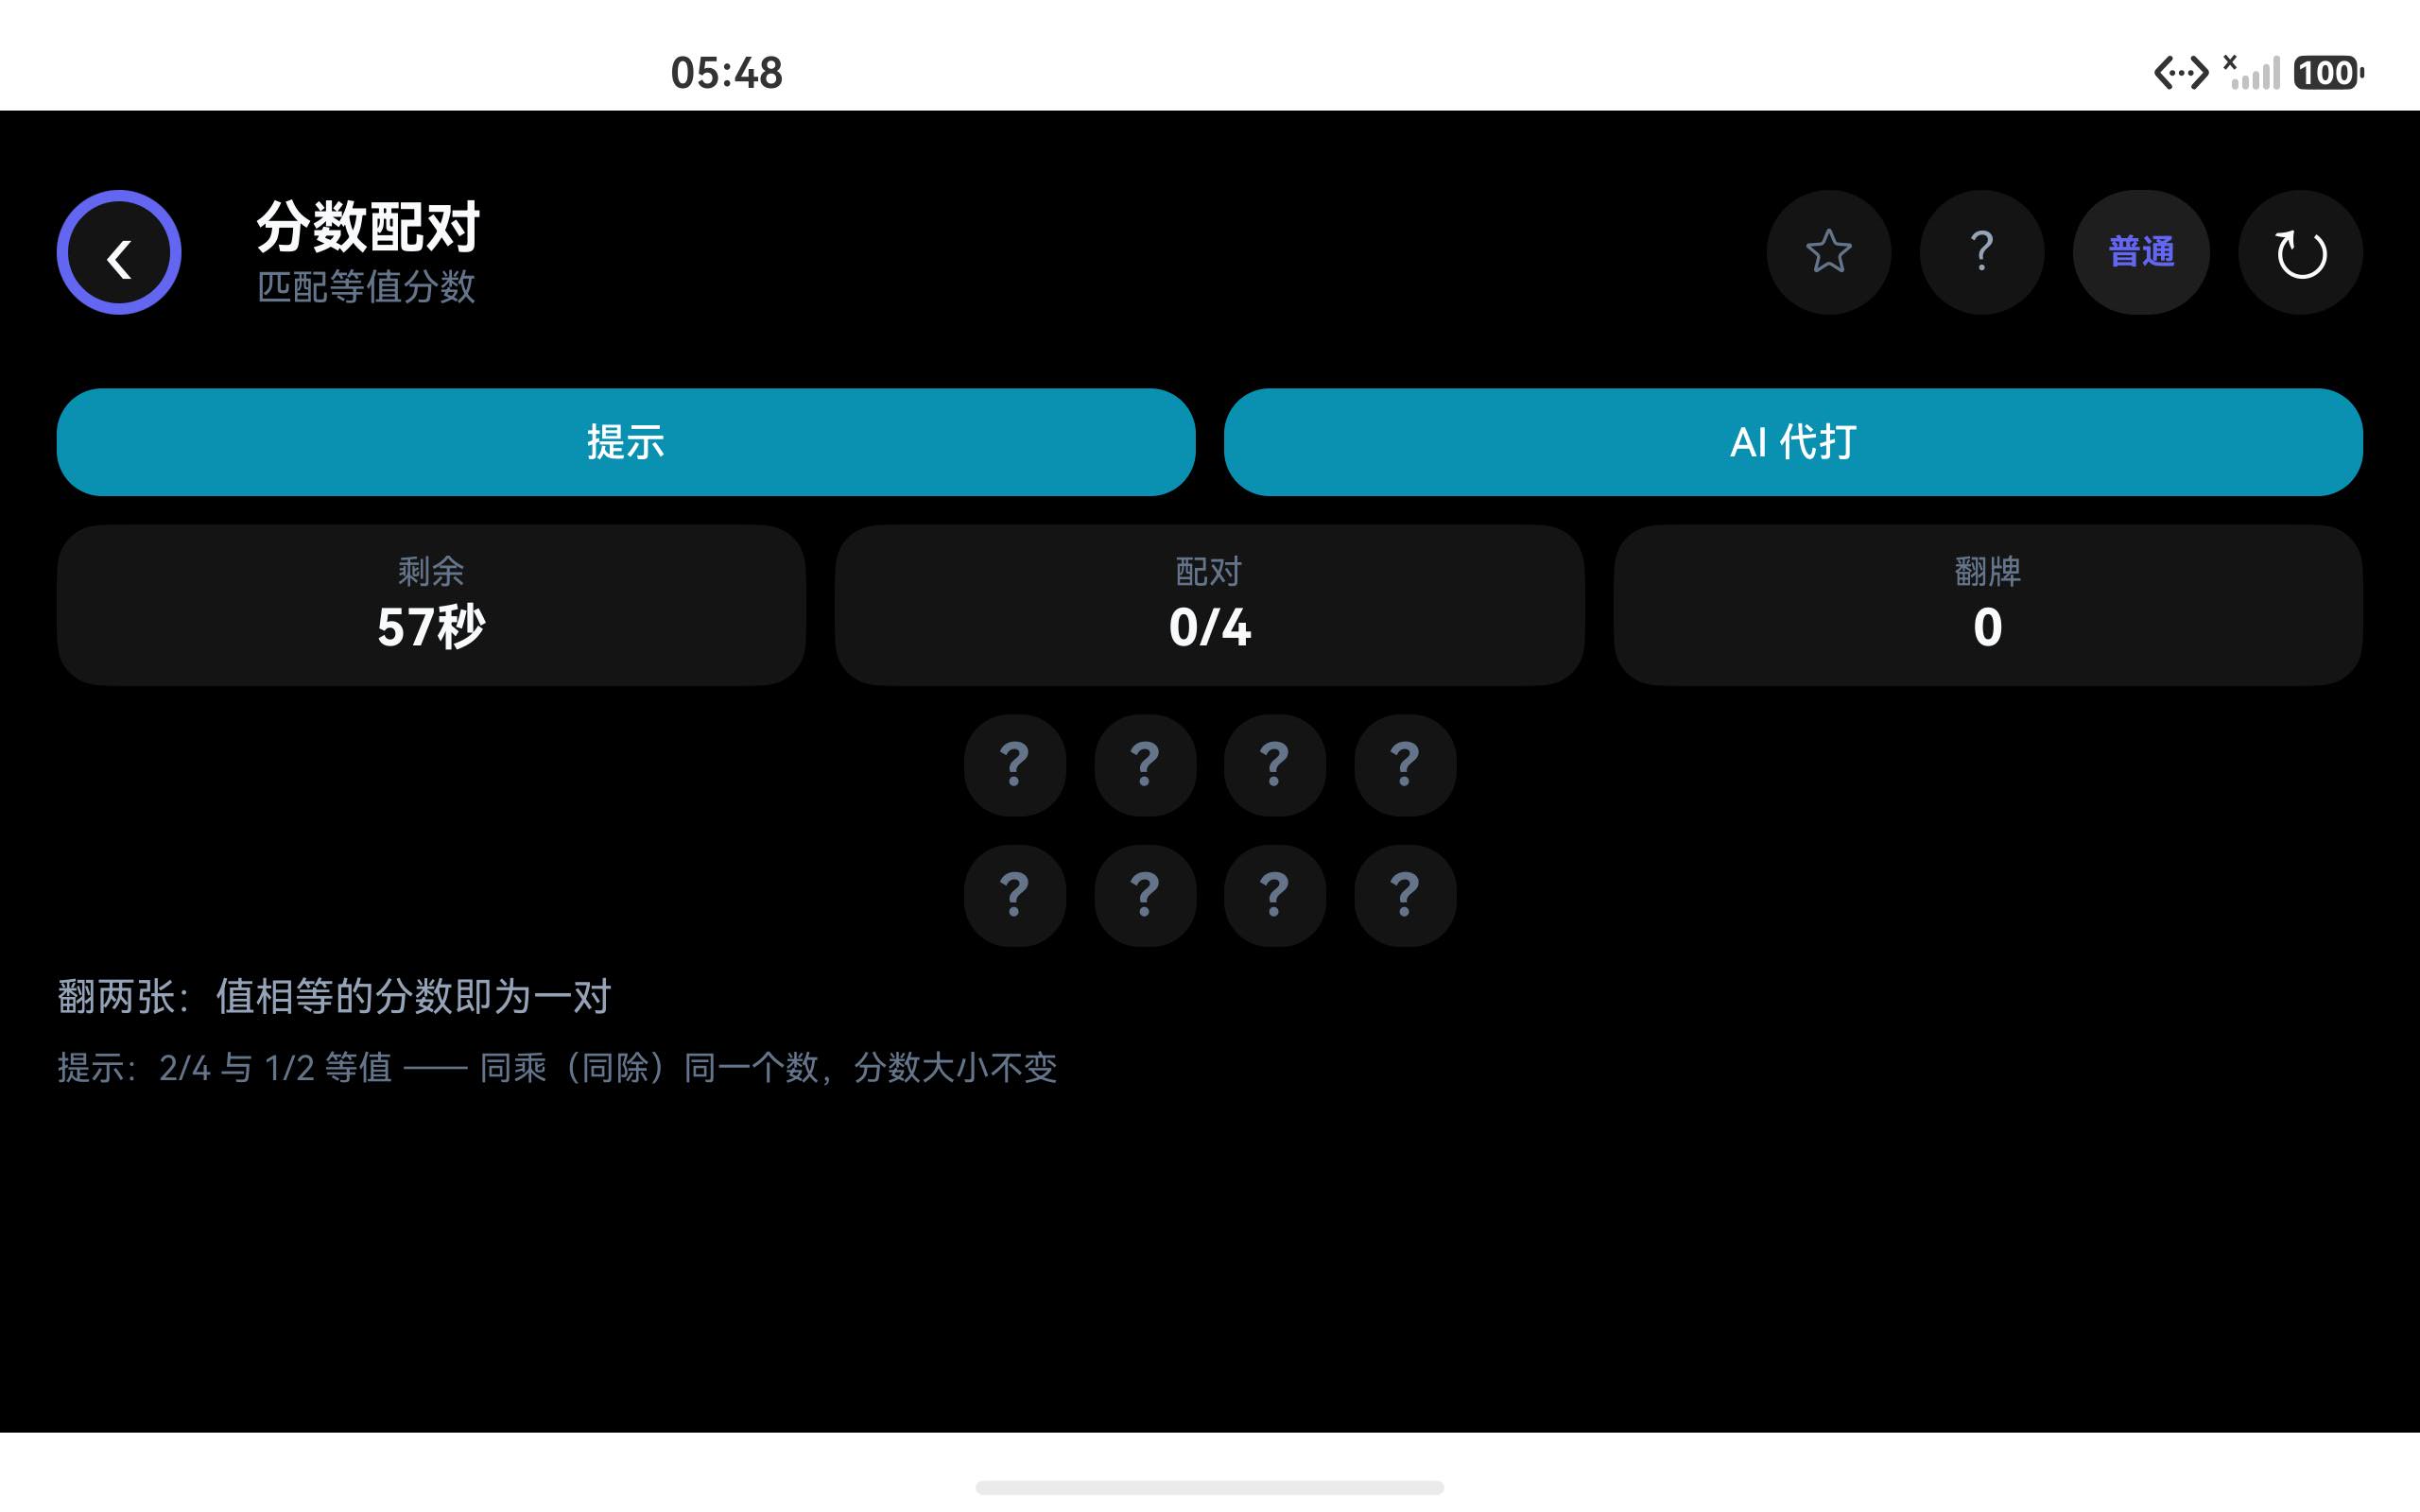 05:48
100
分数配对
匹配等值分数
?
普通
提示
AI 代打
剩余
57秒
配对
0/4
翻牌
0
? ? ? ?
? ? ? ?
翻两张：值相等的分数即为一对
提示：2/4 与 1/2 等值 —— 同乘（同除）同一个数，分数大小不变